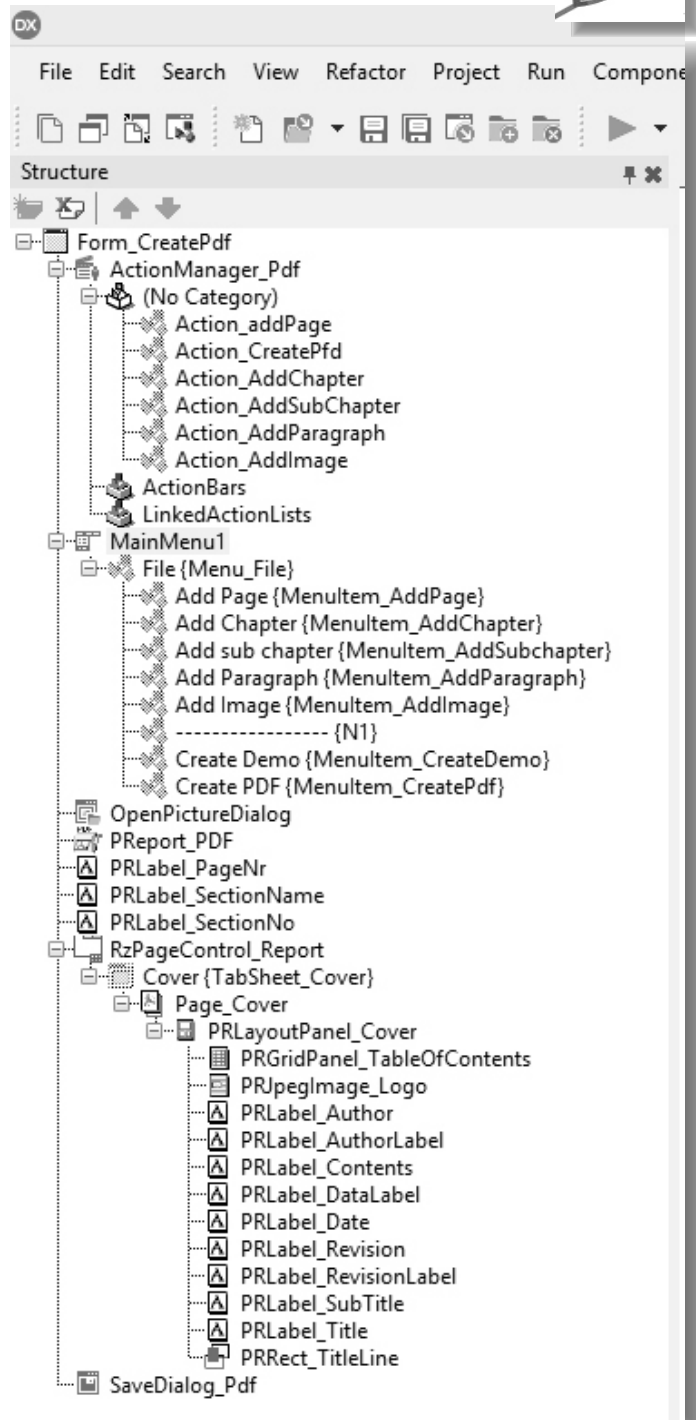 DX
File Edit Search View Refactor Project Run Compone
Structure
Form_CreatePdf
ActionManager_Pdf
(No Category)
Action_addPage
Action_CreatePfd
Action_AddChapter
Action_AddSubChapter
Action_AddParagraph
Action_AddImage
ActionBars
LinkedActionLists
MainMenu1
File {Menu_File}
Add Page {MenuItem_AddPage}
Add Chapter {MenuItem_AddChapter}
Add sub chapter {MenuItem_AddSubchapter}
Add Paragraph {MenuItem_AddParagraph}
Add Image {MenuItem_AddImage}
----------------- {N1}
Create Demo {MenuItem_CreateDemo}
Create PDF {MenuItem_CreatePdf}
OpenPictureDialog
PReport_PDF
PRLabel_PageNr
PRLabel_SectionName
PRLabel_SectionNo
RzPageControl_Report
Cover {TabSheet_Cover}
Page_Cover
PRLayoutPanel_Cover
PRGridPanel_TableOfContents
PRJpegImage_Logo
PRLabel_Author
PRLabel_AuthorLabel
PRLabel_Contents
PRLabel_DataLabel
PRLabel_Date
PRLabel_Revision
PRLabel_RevisionLabel
PRLabel_SubTitle
PRLabel_Title
PRRect_TitleLine
SaveDialog_Pdf